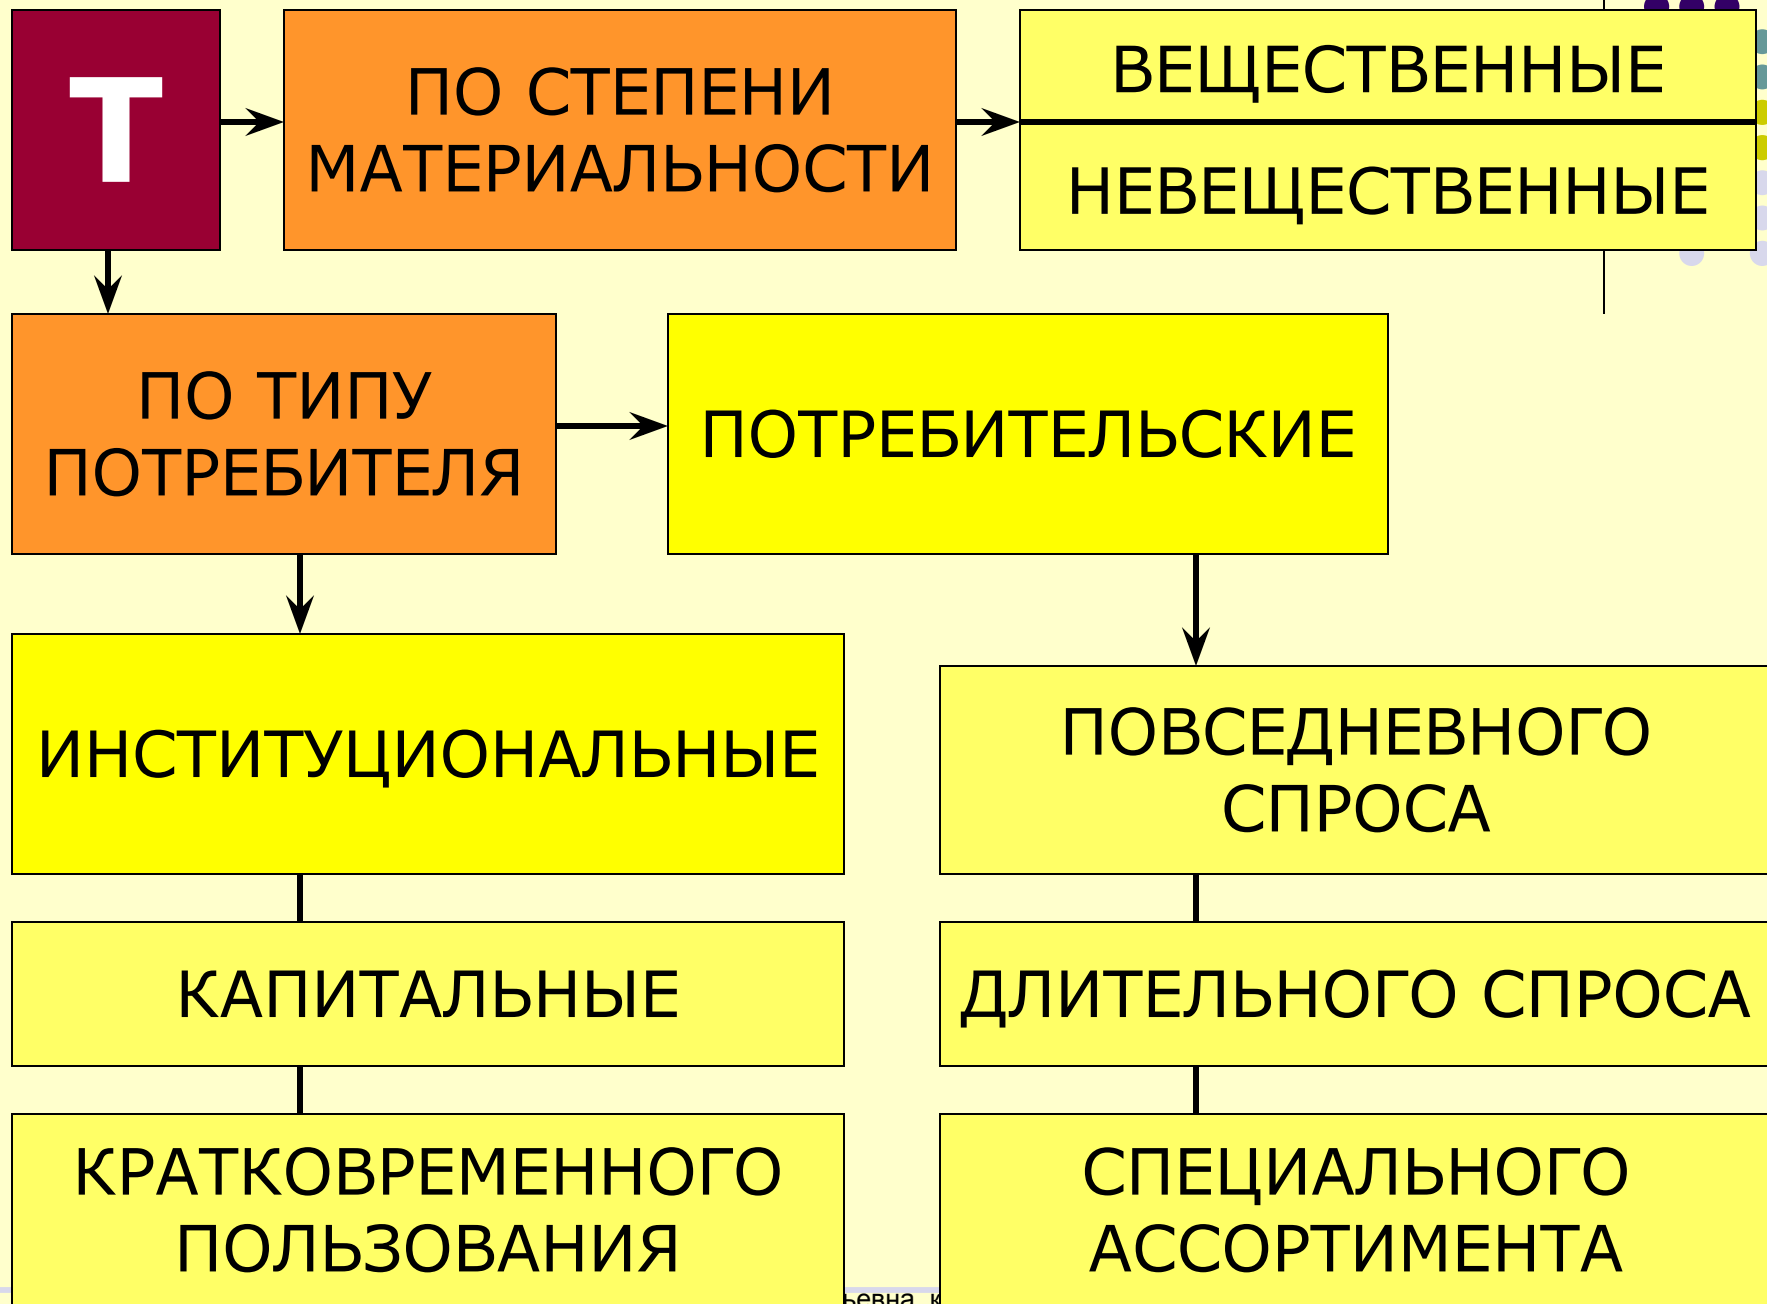 Т
ПО СТЕПЕНИ
МАТЕРИАЛЬНОСТИ
ВЕЩЕСТВЕННЫЕ
НЕВЕЩЕСТВЕННЫЕ
ПО ТИПУ
ПОТРЕБИТЕЛЯ
ПОТРЕБИТЕЛЬСКИЕ
ИНСТИТУЦИОНАЛЬНЫЕ
ПОВСЕДНЕВНОГО
СПРОСА
КАПИТАЛЬНЫЕ
ДЛИТЕЛЬНОГО СПРОСА
КРАТКОВРЕМЕННОГО
ПОЛЬЗОВАНИЯ
СПЕЦИАЛЬНОГО
АССОРТИМЕНТА